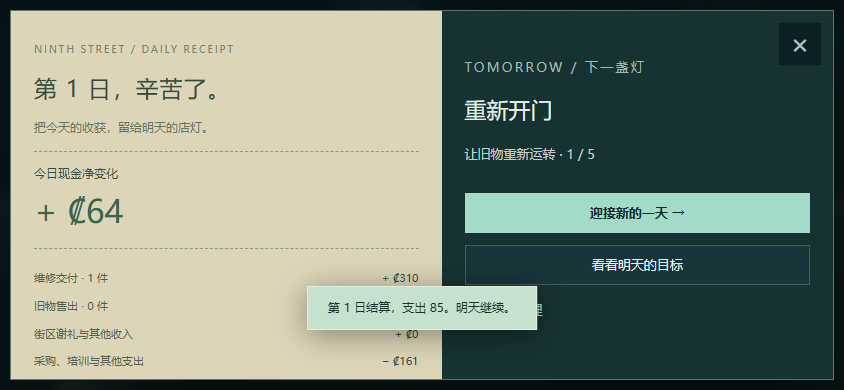 NINTH STREET / DAILY RECEIPT
第 1 日，辛苦了。
把今天的收获，留给明天的店灯。
今日现金净变化
+ ₡64
维修交付 · 1 件 + ₡310
旧物售出 · 0 件
街区谢礼与其他收入 + ₡0
采购、培训与其他支出 − ₡161
TOMORROW / 下一盏灯
重新开门
让旧物重新运转 · 1 / 5
迎接新的一天 →
看看明天的目标
理
第 1 日结算，支出 85。明天继续。